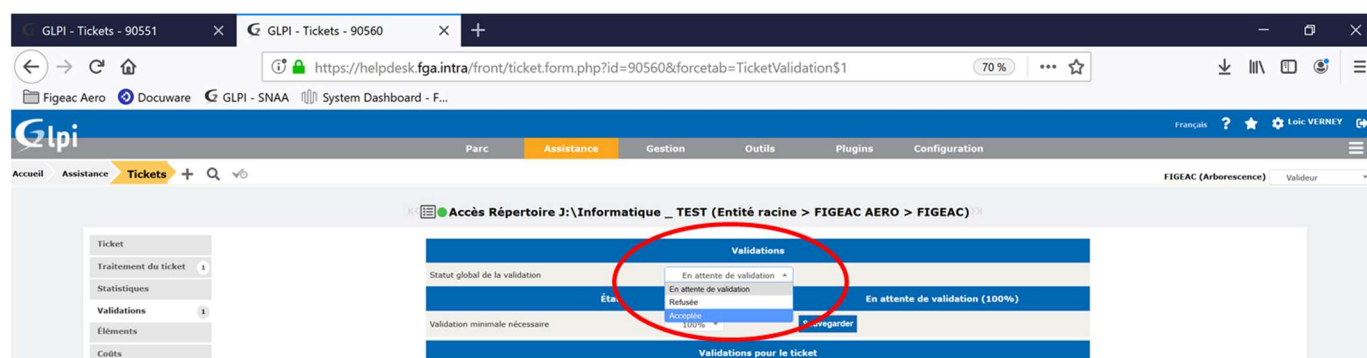 GLPI - Tickets - 90551
GLPI - Tickets - 90560
https://helpdesk.fga.intra/front/ticket.form.php?id=90560&forcetab=TicketValidation$1
70 %
Figeac Aero
Docuware
GLPI - SNAA
System Dashboard - F...
Glpi
Français
?
Loic VERNEY
Parc
Assistance
Gestion
Outils
Plugins
Configuration
Accueil
Assistance
Tickets
FIGEAC (Arborescence)
Valideur
Accès Répertoire J:\Informatique _ TEST (Entité racine > FIGEAC AERO > FIGEAC)
Ticket
Traitement du ticket 1
Statistiques
Validations 1
Éléments
Coûts
Validations
Statut global de la validation
En attente de validation
En attente de validation
Refusée
Acceptée
En attente de validation (100%)
Validation minimale nécessaire
100%
Validations pour le ticket